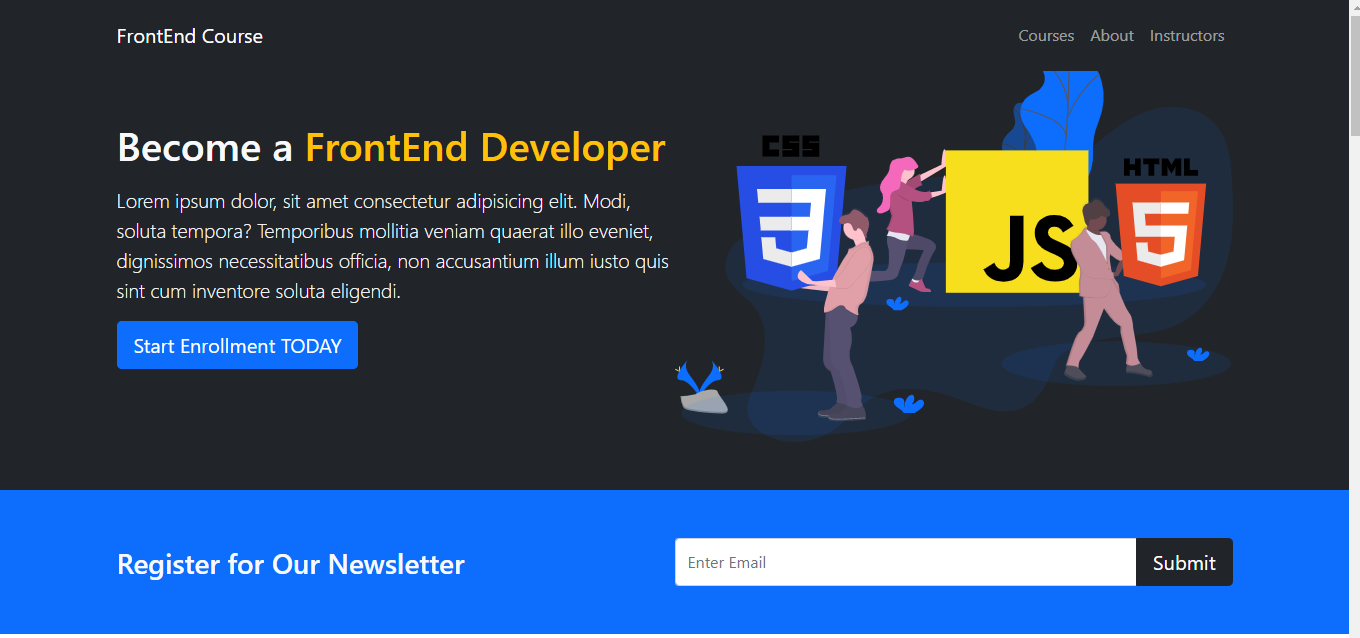 FrontEnd Course
Courses About Instructors
Become a FrontEnd Developer
Lorem ipsum dolor, sit amet consectetur adipisicing elit. Modi,
soluta tempora? Temporibus mollitia veniam quaerat illo eveniet,
dignissimos necessitatibus officia, non accusantium illum iusto quis
sint cum inventore soluta eligendi.
Start Enrollment TODAY
CSS
3
JS
HTML
5
Register for Our Newsletter
Enter Email
Submit